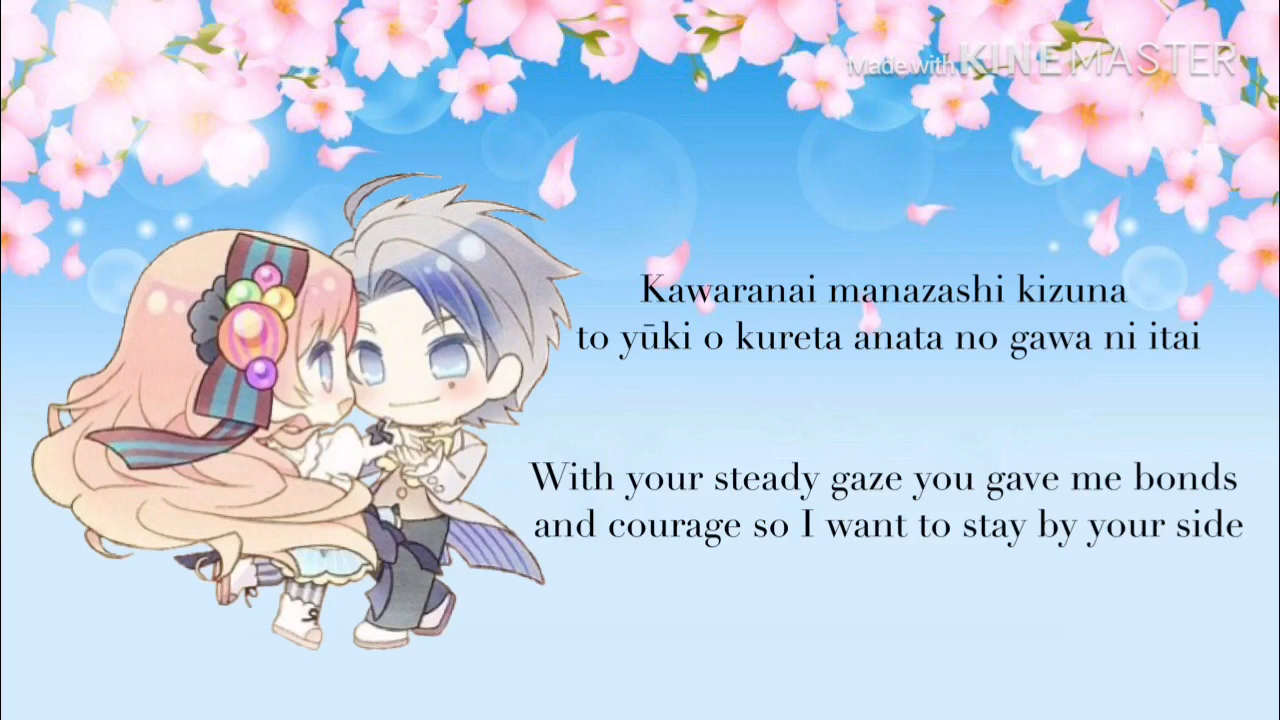 Made with KINEMASTER
Kawaranai manazashi kizuna
to yūki o kureta anata no gawa ni itai
With your steady gaze you gave me bonds
and courage so I want to stay by your side